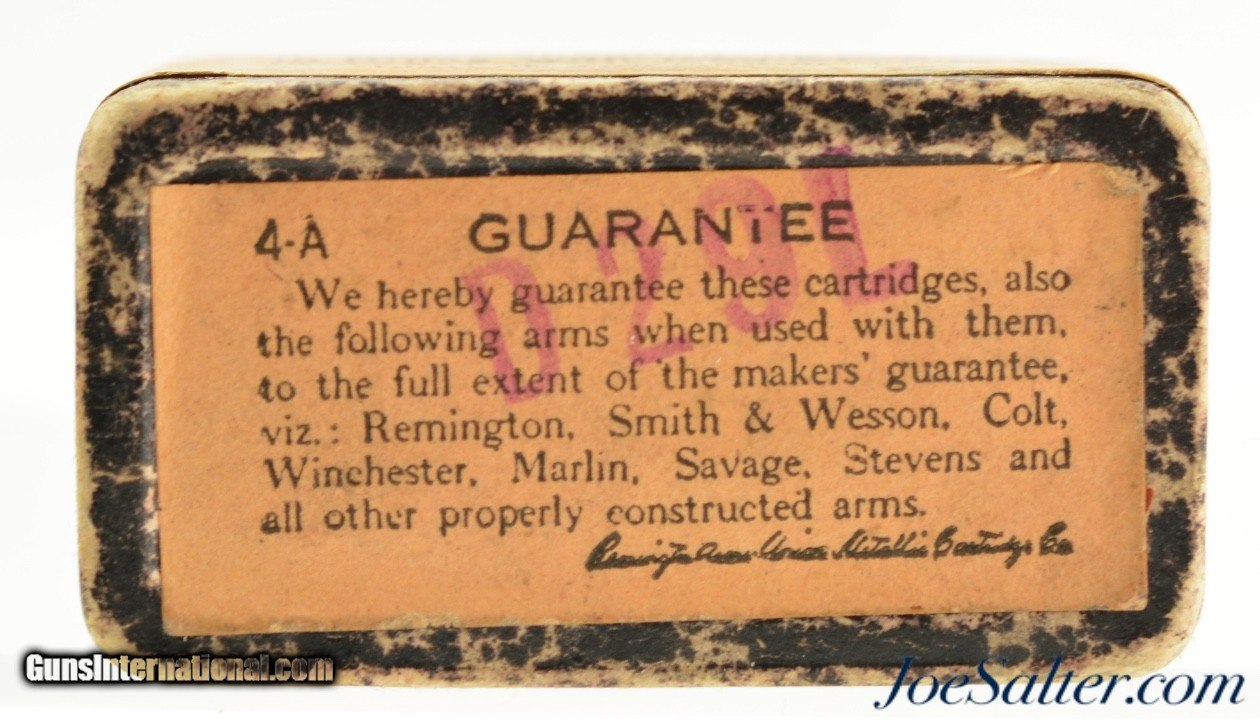 4-A GUARANTEE
We hereby guarantee these cartridges, also
the following arms when used with them,
to the full extent of the makers' guarantee,
viz.: Remington, Smith & Wesson, Colt,
Winchester, Marlin, Savage, Stevens and
all other properly constructed arms.
Remington Arms Union Metallic Cartridge Co
D29L
GunsInternational.com
JoeSalter.com